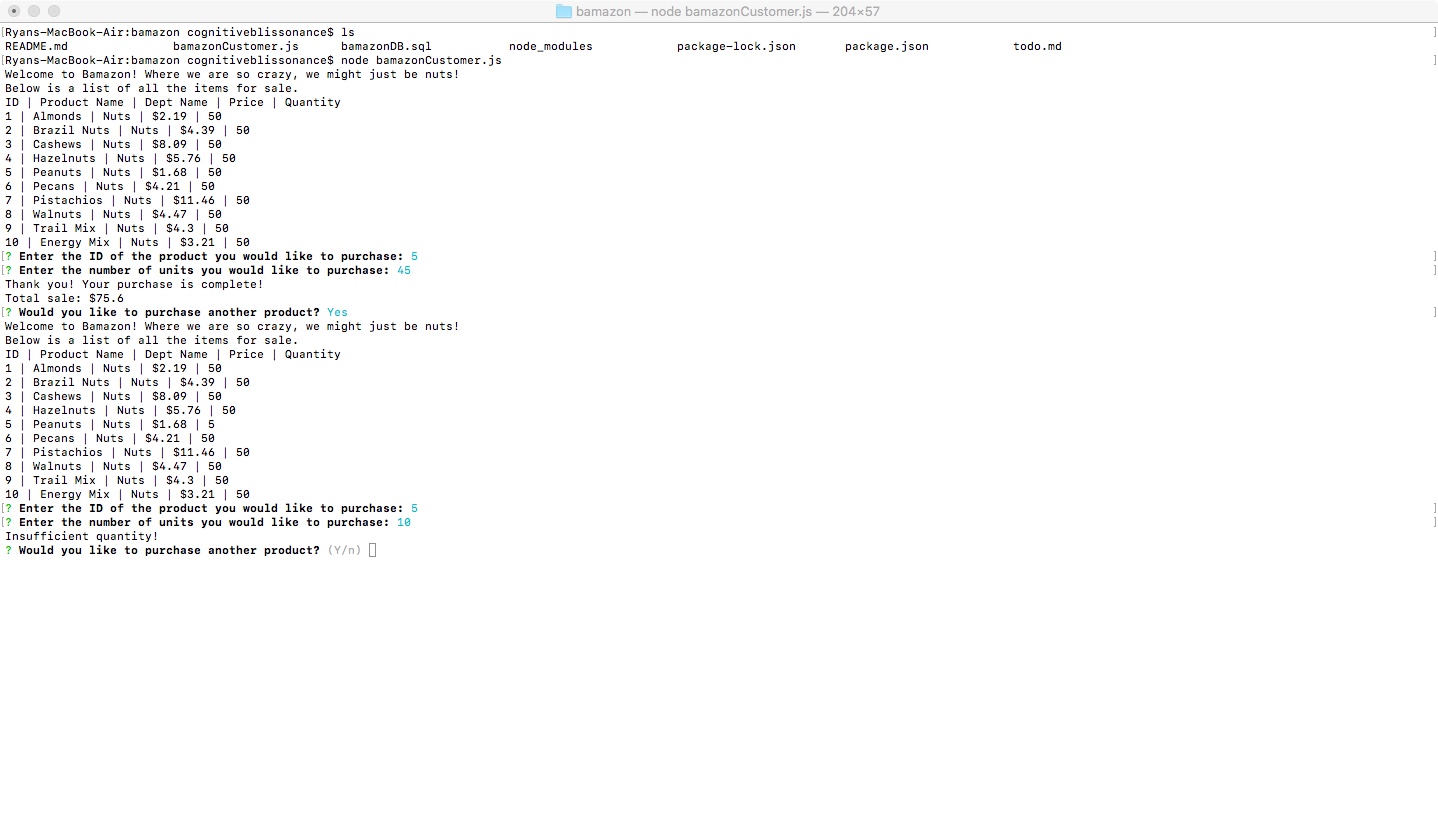 bamazon — node bamazonCustomer.js — 204×57
[Ryans-MacBook-Air:bamazon cognitiveblissonance$ ls ]
README.md bamazonCustomer.js bamazonDB.sql node_modules package-lock.json package.json todo.md
[Ryans-MacBook-Air:bamazon cognitiveblissonance$ node bamazonCustomer.js ]
Welcome to Bamazon! Where we are so crazy, we might just be nuts!
Below is a list of all the items for sale.
ID | Product Name | Dept Name | Price | Quantity
1 | Almonds | Nuts | $2.19 | 50
2 | Brazil Nuts | Nuts | $4.39 | 50
3 | Cashews | Nuts | $8.09 | 50
4 | Hazelnuts | Nuts | $5.76 | 50
5 | Peanuts | Nuts | $1.68 | 50
6 | Pecans | Nuts | $4.21 | 50
7 | Pistachios | Nuts | $11.46 | 50
8 | Walnuts | Nuts | $4.47 | 50
9 | Trail Mix | Nuts | $4.3 | 50
10 | Energy Mix | Nuts | $3.21 | 50
[? Enter the ID of the product you would like to purchase: 5 ]
[? Enter the number of units you would like to purchase: 45 ]
Thank you! Your purchase is complete!
Total sale: $75.6
[? Would you like to purchase another product? Yes ]
Welcome to Bamazon! Where we are so crazy, we might just be nuts!
Below is a list of all the items for sale.
ID | Product Name | Dept Name | Price | Quantity
1 | Almonds | Nuts | $2.19 | 50
2 | Brazil Nuts | Nuts | $4.39 | 50
3 | Cashews | Nuts | $8.09 | 50
4 | Hazelnuts | Nuts | $5.76 | 50
5 | Peanuts | Nuts | $1.68 | 5
6 | Pecans | Nuts | $4.21 | 50
7 | Pistachios | Nuts | $11.46 | 50
8 | Walnuts | Nuts | $4.47 | 50
9 | Trail Mix | Nuts | $4.3 | 50
10 | Energy Mix | Nuts | $3.21 | 50
[? Enter the ID of the product you would like to purchase: 5 ]
[? Enter the number of units you would like to purchase: 10 ]
Insufficient quantity!
? Would you like to purchase another product? (Y/n)